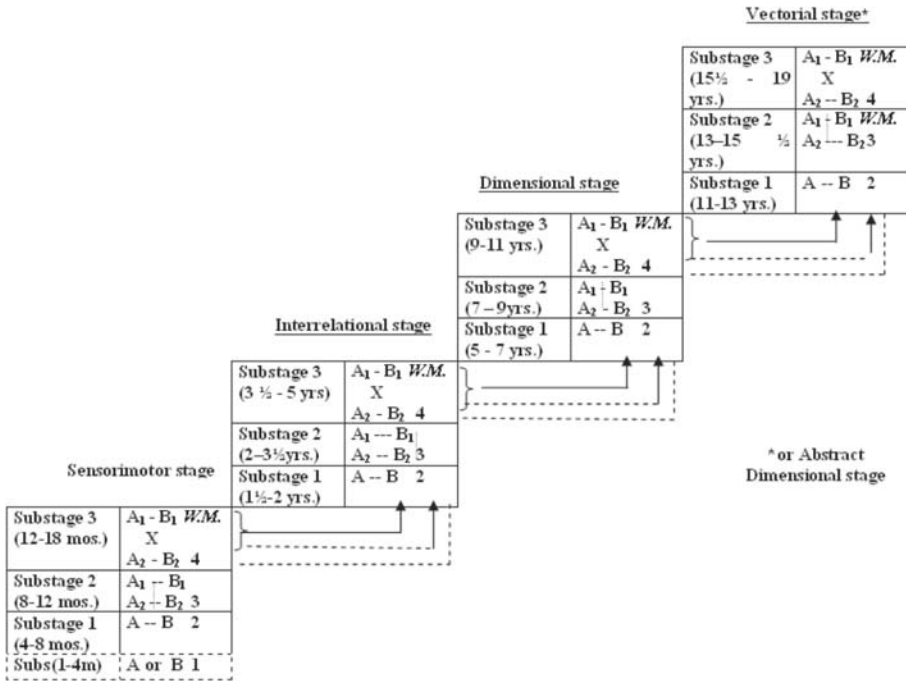 Vectorial stage*
Substage 3 A₁ - B₁ W.M.
(15½ - 19 X
yrs.) A₂ -- B₂ 4
Substage 2 A₁ - B₁ W.M.
(13–15 ½ A₂ --- B₂3
yrs.)
Substage 1 A -- B 2
(11-13 yrs.)
Dimensional stage
Substage 3 A₁ - B₁ W.M.
(9-11 yrs.) X
A₂ - B₂ 4
Substage 2 A₁ - B₁
(7 –9yrs.) A₂ - B₂ 3
Substage 1 A -- B 2
(5 - 7 yrs.)
Interrelational stage
Substage 3 A₁ - B₁ W.M.
(3 ½ - 5 yrs) X
A₂ - B₂ 4
Substage 2 A₁ --- B₁
(2–3½yrs.) A₂ -- B₂ 3
Substage 1 A -- B 2
(1½-2 yrs.)
*or Abstract
Dimensional stage
Sensorimotor stage
Substage 3 A₁ - B₁ W.M.
(12-18 mos.) X
A₂ - B₂ 4
Substage 2 A₁ -- B₁
(8-12 mos.) A₂ -- B₂ 3
Substage 1 A -- B 2
(4-8 mos.)
Subs(1-4m) A or B 1